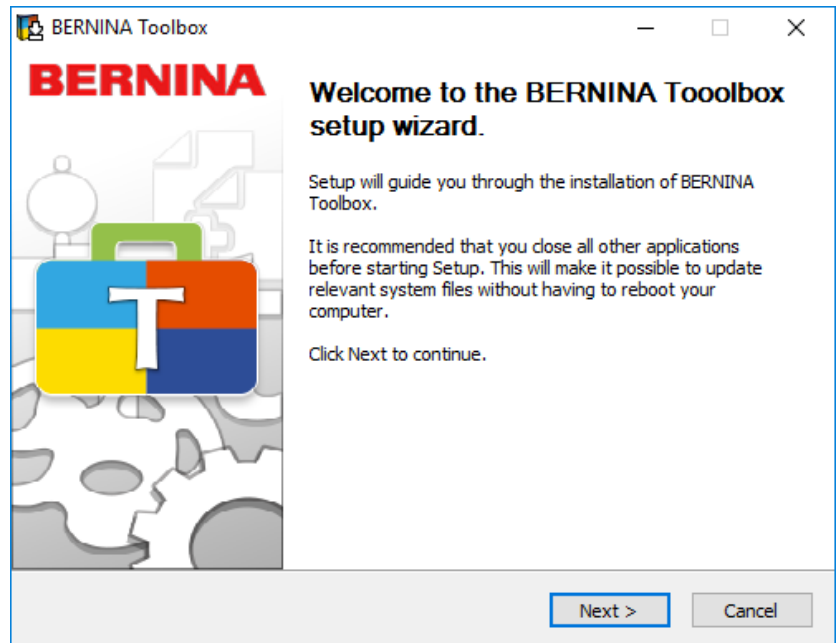 BERNINA Toolbox
BERNINA
Welcome to the BERNINA Tooolbox
setup wizard.
Setup will guide you through the installation of BERNINA
Toolbox.
It is recommended that you close all other applications
before starting Setup. This will make it possible to update
relevant system files without having to reboot your
computer.
Click Next to continue.
T
Next >
Cancel